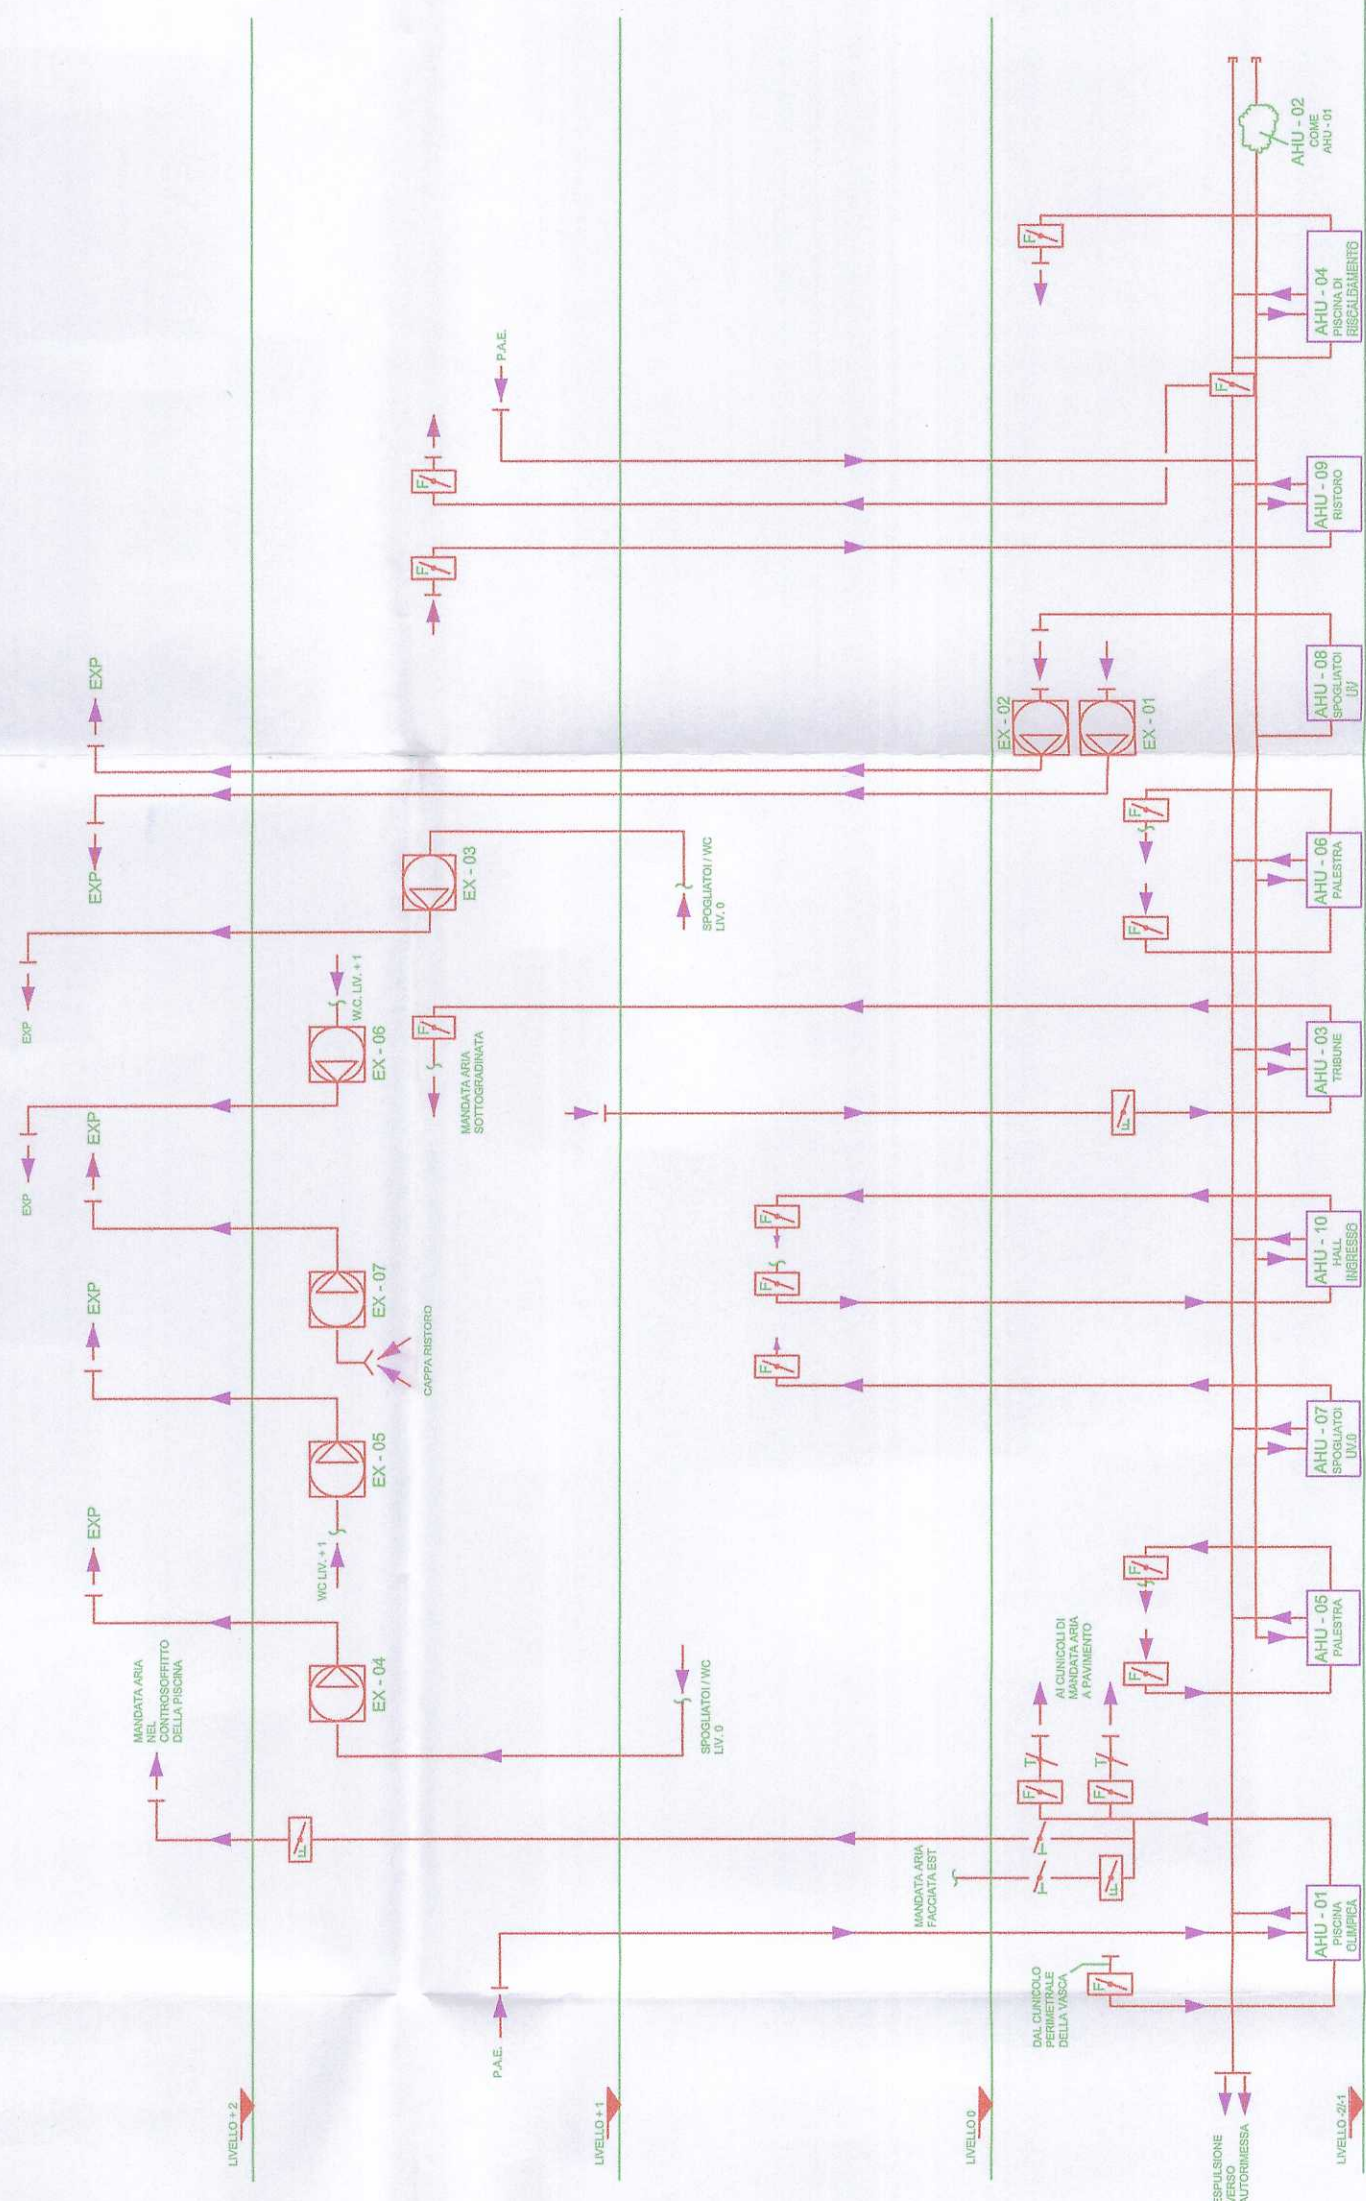 EXP
EXP
EXP
EXP
EXP
EXP
EXP
EXP
MANDATA ARIA
NEL
CONTROSOFFITTO
DELLA PISCINA
LIVELLO + 2
F
EX - 04
WC LIV. +1
EX - 05
EX - 07
CAPPA RISTORO
EX - 06
W.C. LIV. +1
EX - 03
MANDATA ARIA
SOTTOGRADINATA
F
F
F
P.A.E.
P.A.E.
LIVELLO + 1
SPOGLIATOI / WC
LIV. 0
SPOGLIATOI / WC
LIV. 0
F
F
F
MANDATA ARIA
FACCIATA EST
LIVELLO 0
EX - 02
EX - 01
F
DAL CUNICOLO
PERIMETRALE
DELLA VASCA
F
T
T
F
F
T
F
T
AI CUNICOLI DI
MANDATA ARIA
A PAVIMENTO
F
F
F
F
F
F
ESPULSIONE
VERSO
AUTORIMESSA
LIVELLO -2/-1
AHU - 01
PISCINA
OLIMPICA
AHU - 05
PALESTRA
AHU - 07
SPOGLIATOI
LIV.0
AHU - 10
HALL
INGRESSO
AHU - 03
TRIBUNE
AHU - 06
PALESTRA
AHU - 08
SPOGLIATOI
LIV
AHU - 09
RISTORO
AHU - 04
PISCINA DI
RISCALDAMENTO
AHU - 02
COME
AHU - 01